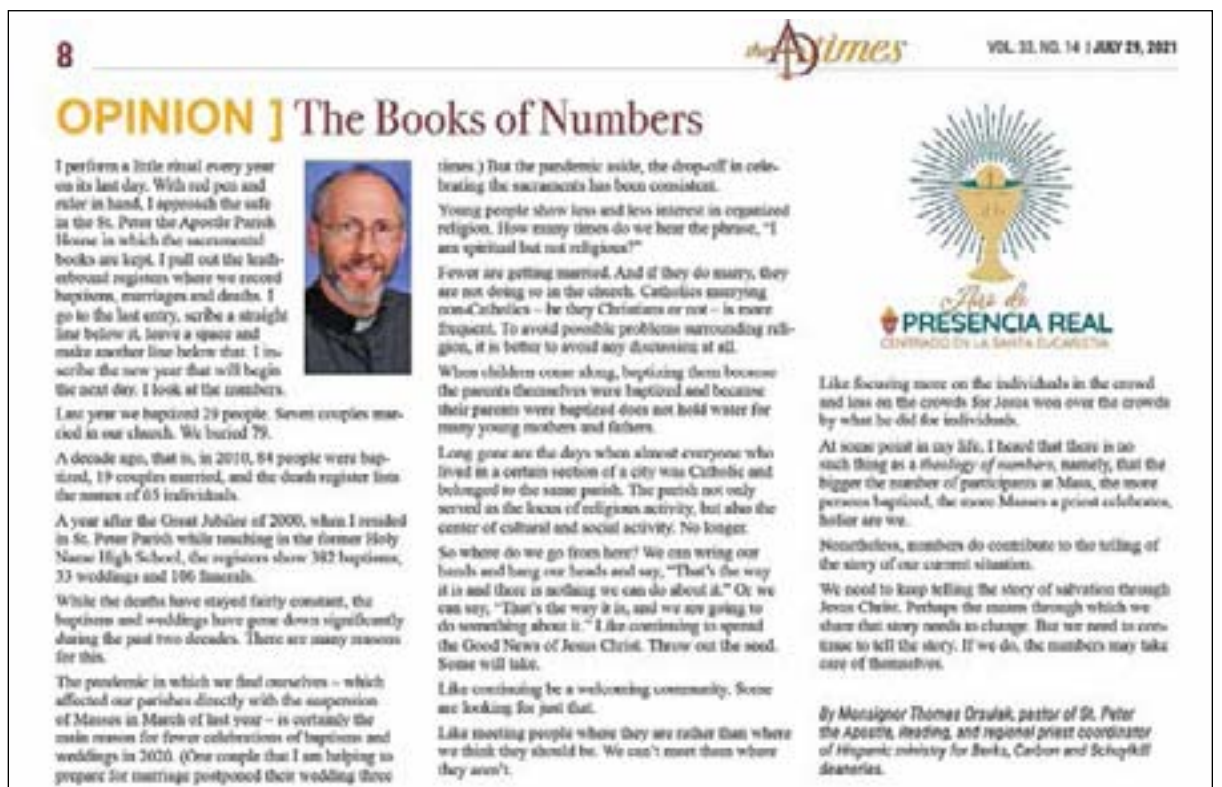 8
the AD times
VOL. 33, NO. 14 | JULY 29, 2021
OPINION ] The Books of Numbers
I perform a little ritual every year
on its last day. With red pen and
ruler in hand, I approach the safe
in the St. Peter the Apostle Parish
House in which the sacramental
books are kept. I pull out the leath-
erbound registers where we record
baptisms, marriages and deaths. I
go to the last entry, scribe a straight
line below it, leave a space and
make another line below that. I in-
scribe the new year that will begin
the next day. I look at the numbers.
Last year we baptized 29 people. Seven couples mar-
ried in our church. We buried 79.
A decade ago, that is, in 2010, 84 people were bap-
tized, 19 couples married, and the death register lists
the names of 65 individuals.
A year after the Great Jubilee of 2000, when I resided
in St. Peter Parish while teaching in the former Holy
Name High School, the registers show 382 baptisms,
33 weddings and 106 funerals.
While the deaths have stayed fairly constant, the
baptisms and weddings have gone down significantly
during the past two decades. There are many reasons
for this.
The pandemic in which we find ourselves – which
affected our parishes directly with the suspension
of Masses in March of last year – is certainly the
main reason for fewer celebrations of baptisms and
weddings in 2020. (One couple that I am helping to
prepare for marriage postponed their wedding three
times.) But the pandemic aside, the drop-off in cele-
brating the sacraments has been consistent.
Young people show less and less interest in organized
religion. How many times do we hear the phrase, “I
am spiritual but not religious?”
Fewer are getting married. And if they do marry, they
are not doing so in the church. Catholics marrying
non-Catholics – be they Christians or not – is more
frequent. To avoid possible problems surrounding reli-
gion, it is better to avoid any discussion at all.
When children come along, baptizing them because
the parents themselves were baptized and because
their parents were baptized does not hold water for
many young mothers and fathers.
Long gone are the days when almost everyone who
lived in a certain section of a city was Catholic and
belonged to the same parish. The parish not only
served as the locus of religious activity, but also the
center of cultural and social activity. No longer.
So where do we go from here? We can wring our
hands and hang our heads and say, “That’s the way
it is and there is nothing we can do about it.” Or we
can say, “That’s the way it is, and we are going to
do something about it.” Like continuing to spread
the Good News of Jesus Christ. Throw out the seed.
Some will take.
Like continuing be a welcoming community. Some
are looking for just that.
Like meeting people where they are rather than where
we think they should be. We can’t meet them where
they aren’t.
Año de
PRESENCIA REAL
CENTRADO EN LA SANTA EUCARISTIA
Like focusing more on the individuals in the crowd
and less on the crowds for Jesus won over the crowds
by what he did for individuals.
At some point in my life, I heard that there is no
such thing as a theology of numbers, namely, that the
bigger the number of participants at Mass, the more
persons baptized, the more Masses a priest celebrates,
holier are we.
Nonetheless, numbers do contribute to the telling of
the story of our current situation.
We need to keep telling the story of salvation through
Jesus Christ. Perhaps the means through which we
share that story needs to change. But we need to con-
tinue to tell the story. If we do, the numbers may take
care of themselves.
By Monsignor Thomas Orsulak, pastor of St. Peter
the Apostle, Reading, and regional priest coordinator
of Hispanic ministry for Berks, Carbon and Schuylkill
deaneries.